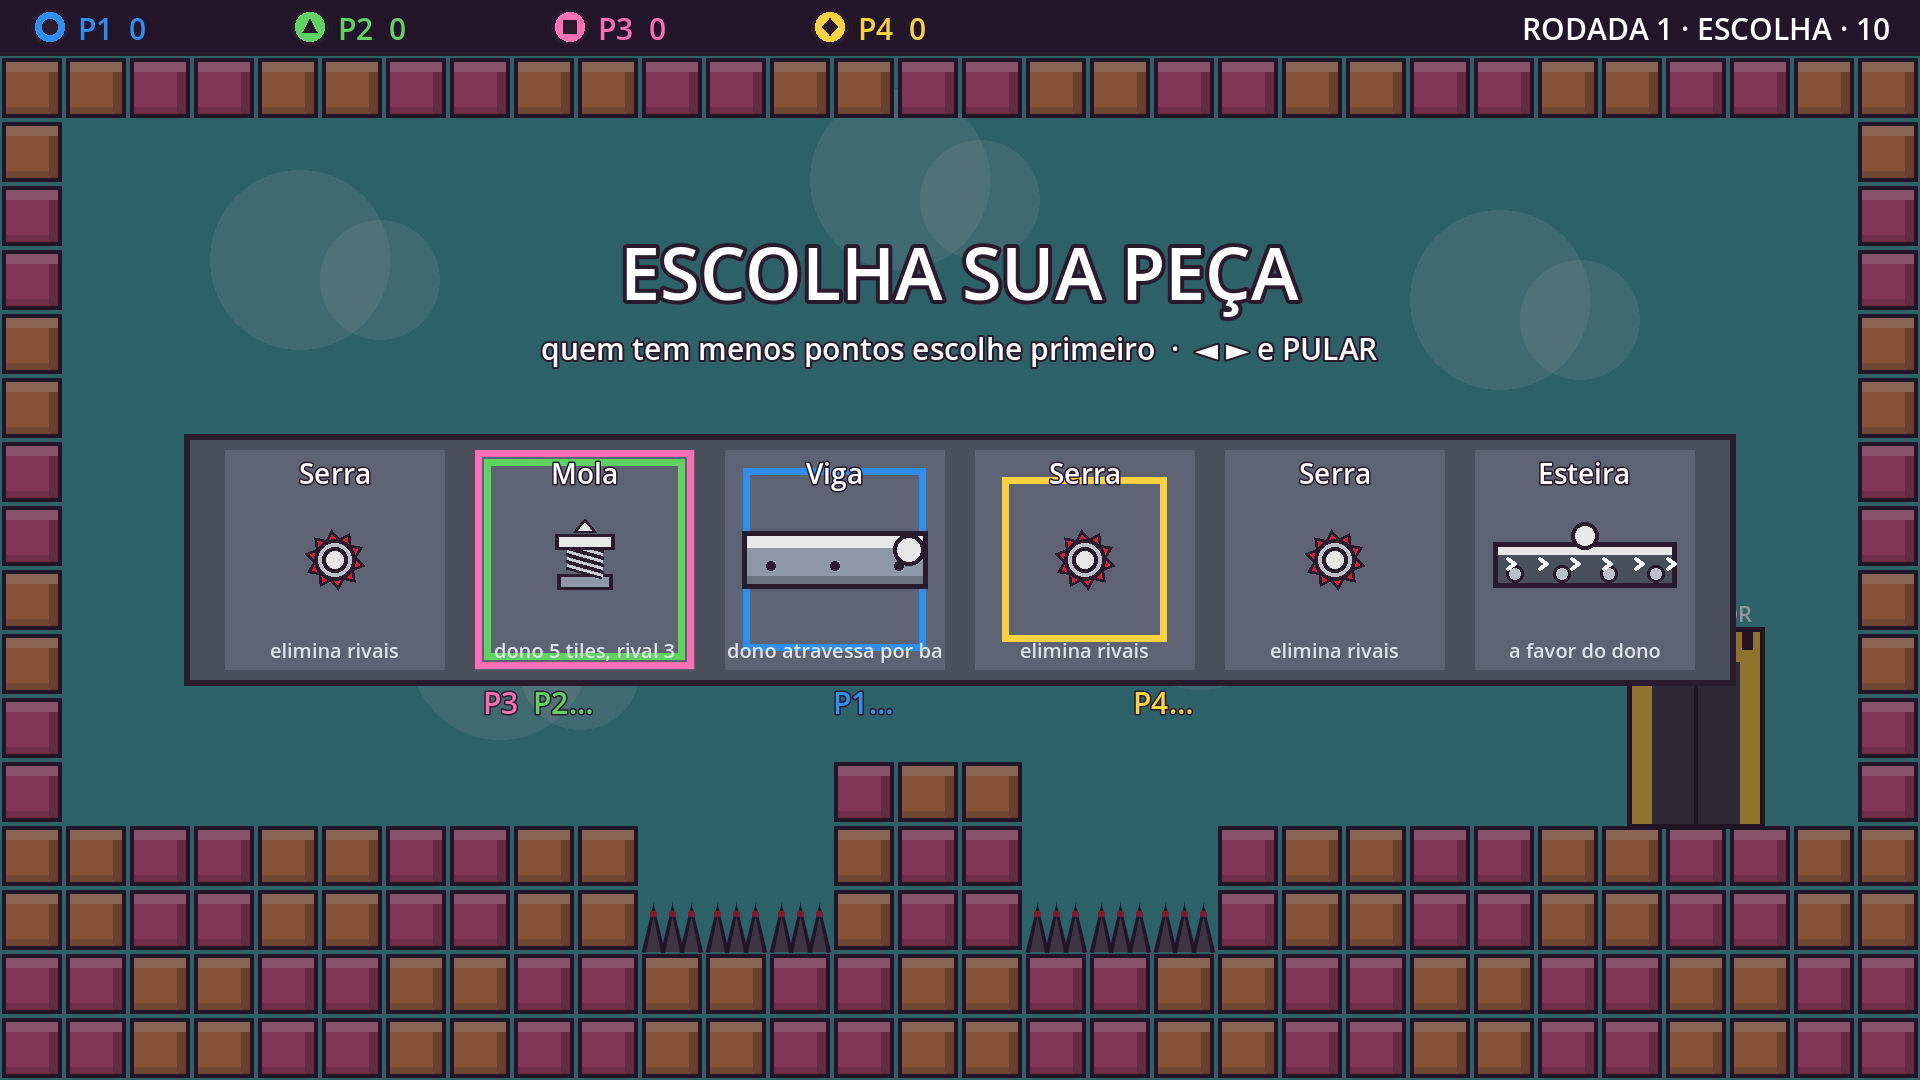 P1 0 P2 0 P3 0 P4 0 RODADA 1 · ESCOLHA · 10
ESCOLHA SUA PEÇA
quem tem menos pontos escolhe primeiro · ◄ ► e PULAR
Serra Mola Viga Serra Serra Esteira
elimina rivais dono 5 tiles, rival 3 dono atravessa por ba elimina rivais elimina rivais a favor do dono
P3 P2... P1... P4...